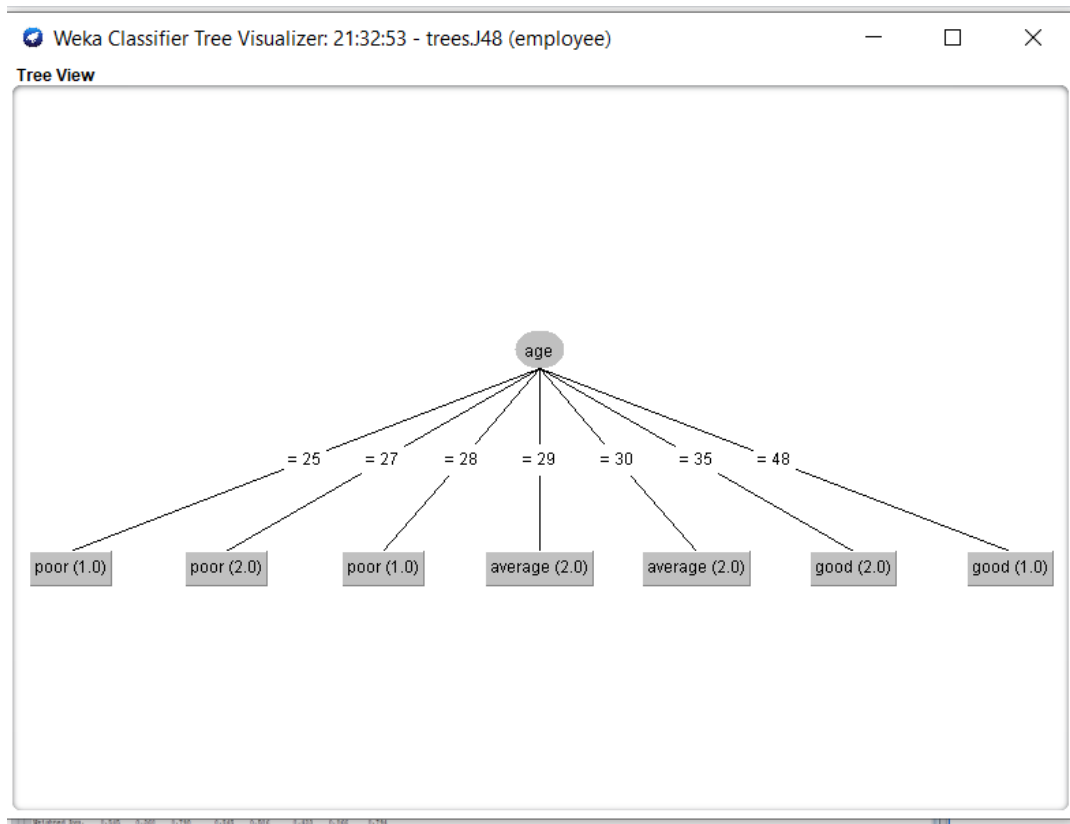 Weka Classifier Tree Visualizer: 21:32:53 - trees.J48 (employee)
Tree View
age
= 25 = 27 = 28 = 29 = 30 = 35 = 48
poor (1.0) poor (2.0) poor (1.0) average (2.0) average (2.0) good (2.0) good (1.0)